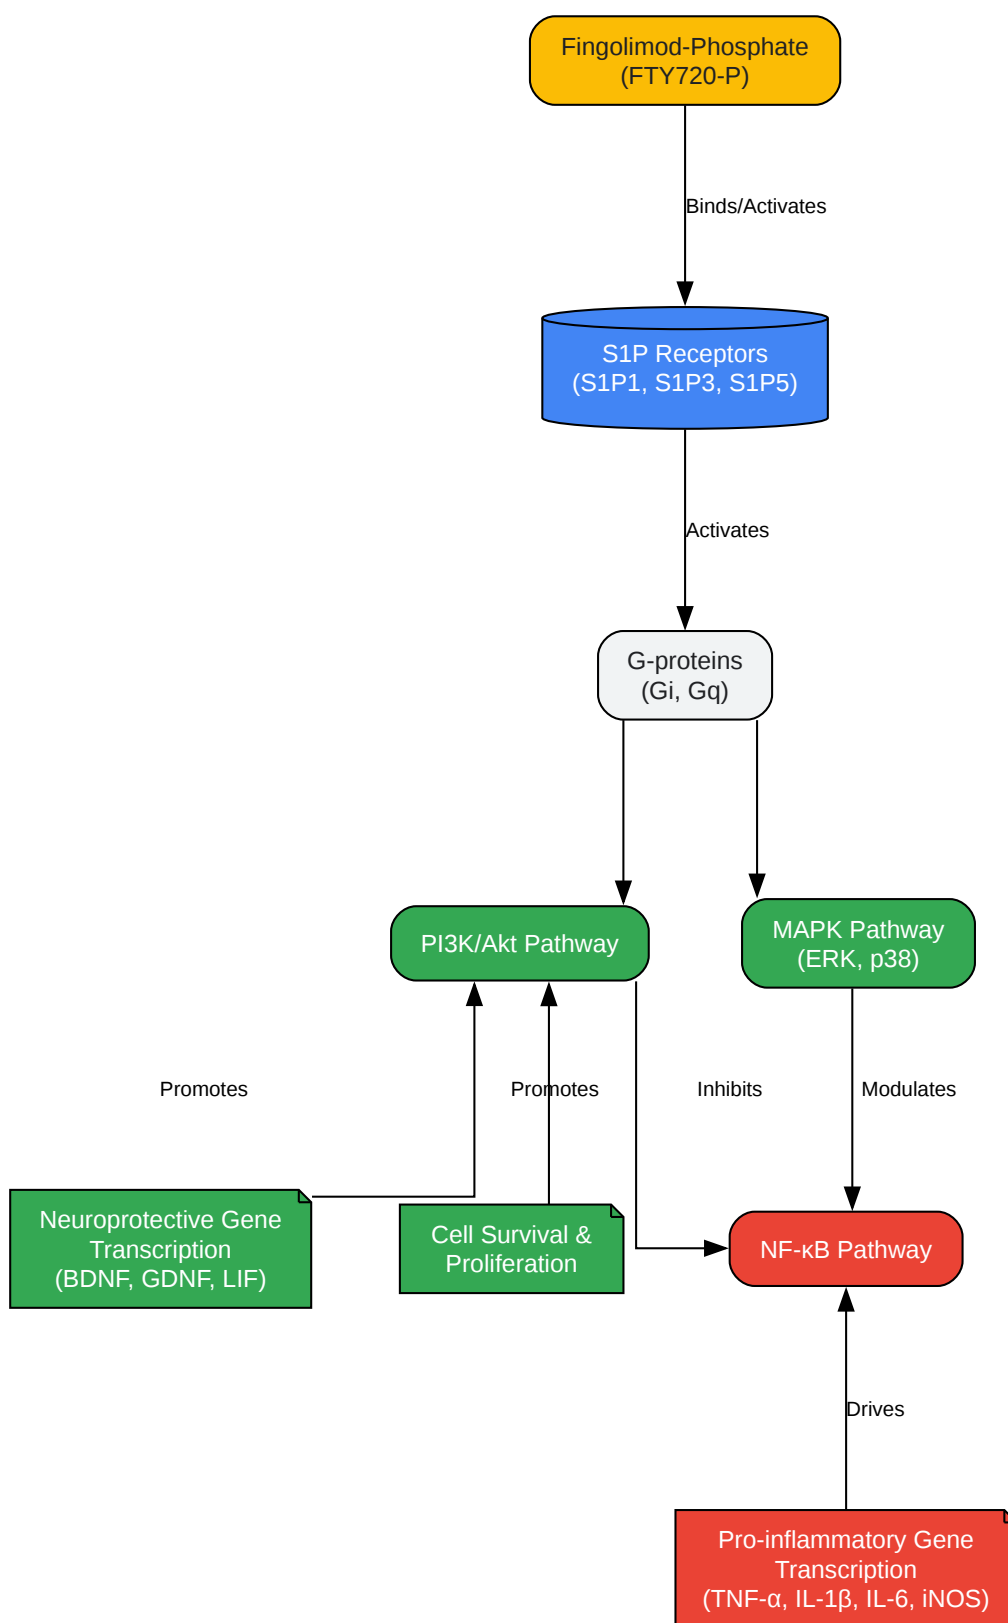 Fingolimod-Phosphate
(FTY720-P)
Binds/Activates
S1P Receptors
(S1P1, S1P3, S1P5)
Activates
G-proteins
(Gi, Gq)
PI3K/Akt Pathway
MAPK Pathway
(ERK, p38)
Promotes
Promotes
Inhibits
Modulates
Neuroprotective Gene
Transcription
(BDNF, GDNF, LIF)
Cell Survival &
Proliferation
NF-κB Pathway
Drives
Pro-inflammatory Gene
Transcription
(TNF-α, IL-1β, IL-6, iNOS)